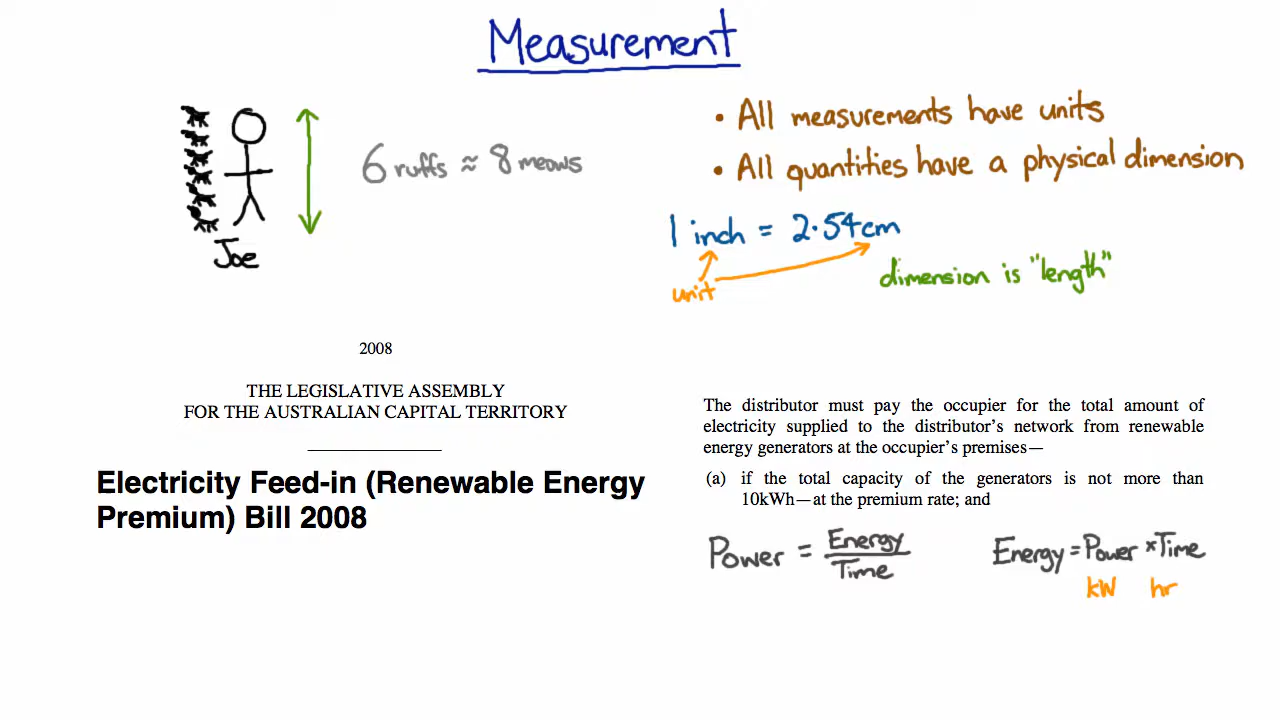 Measurement
Joe
6 ruffs ≈ 8 meows
• All measurements have units
• All quantities have a physical dimension
1 inch = 2.54cm
unit
dimension is "length"
2008
THE LEGISLATIVE ASSEMBLY
FOR THE AUSTRALIAN CAPITAL TERRITORY
Electricity Feed-in (Renewable Energy
Premium) Bill 2008
The distributor must pay the occupier for the total amount of
electricity supplied to the distributor's network from renewable
energy generators at the occupier's premises—
(a) if the total capacity of the generators is not more than
10kWh—at the premium rate; and
Power = Energy
Time
Energy = Power × Time
kW hr